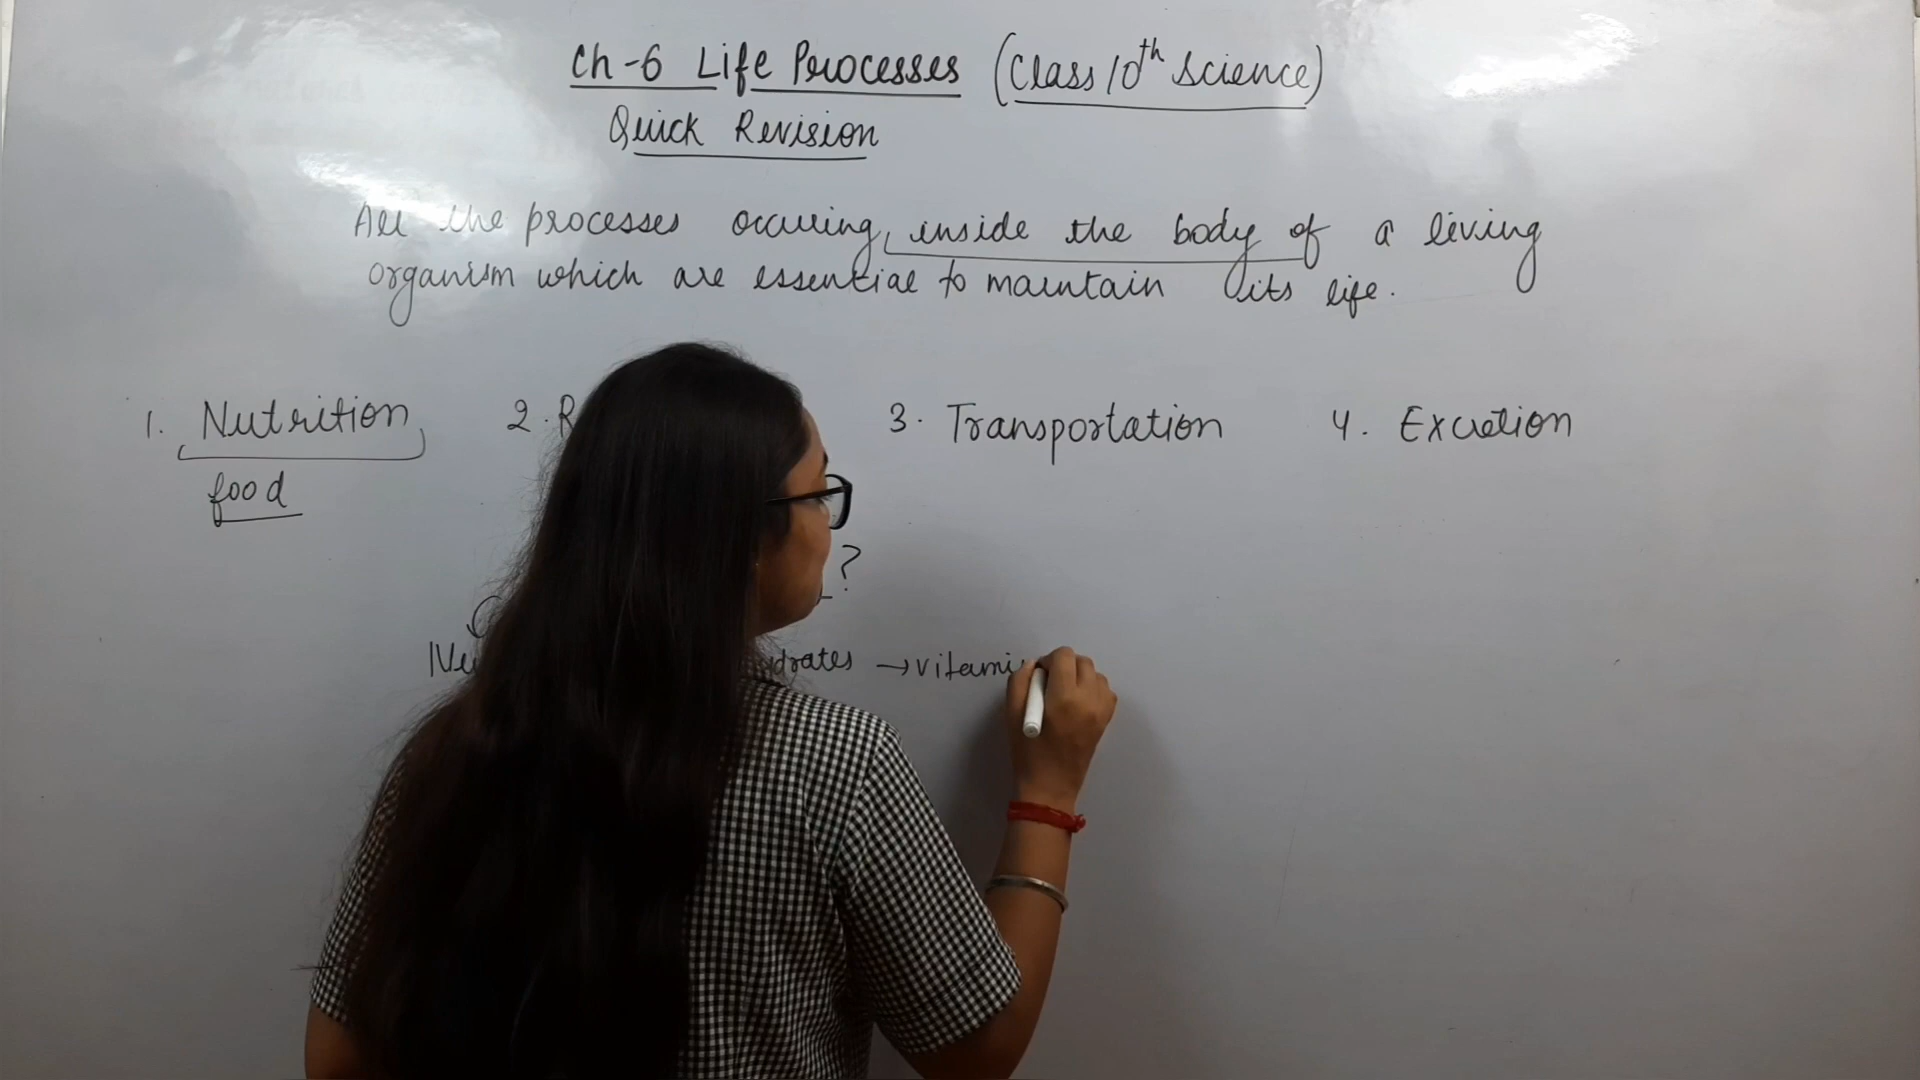 Ch-6 Life Processes (Class 10th Science)
Quick Revision
All the processes occuring, inside the body of a living
organism which are essential to maintain its life.
1. Nutrition 2. 3. Transportation 4. Excretion
food
?
→